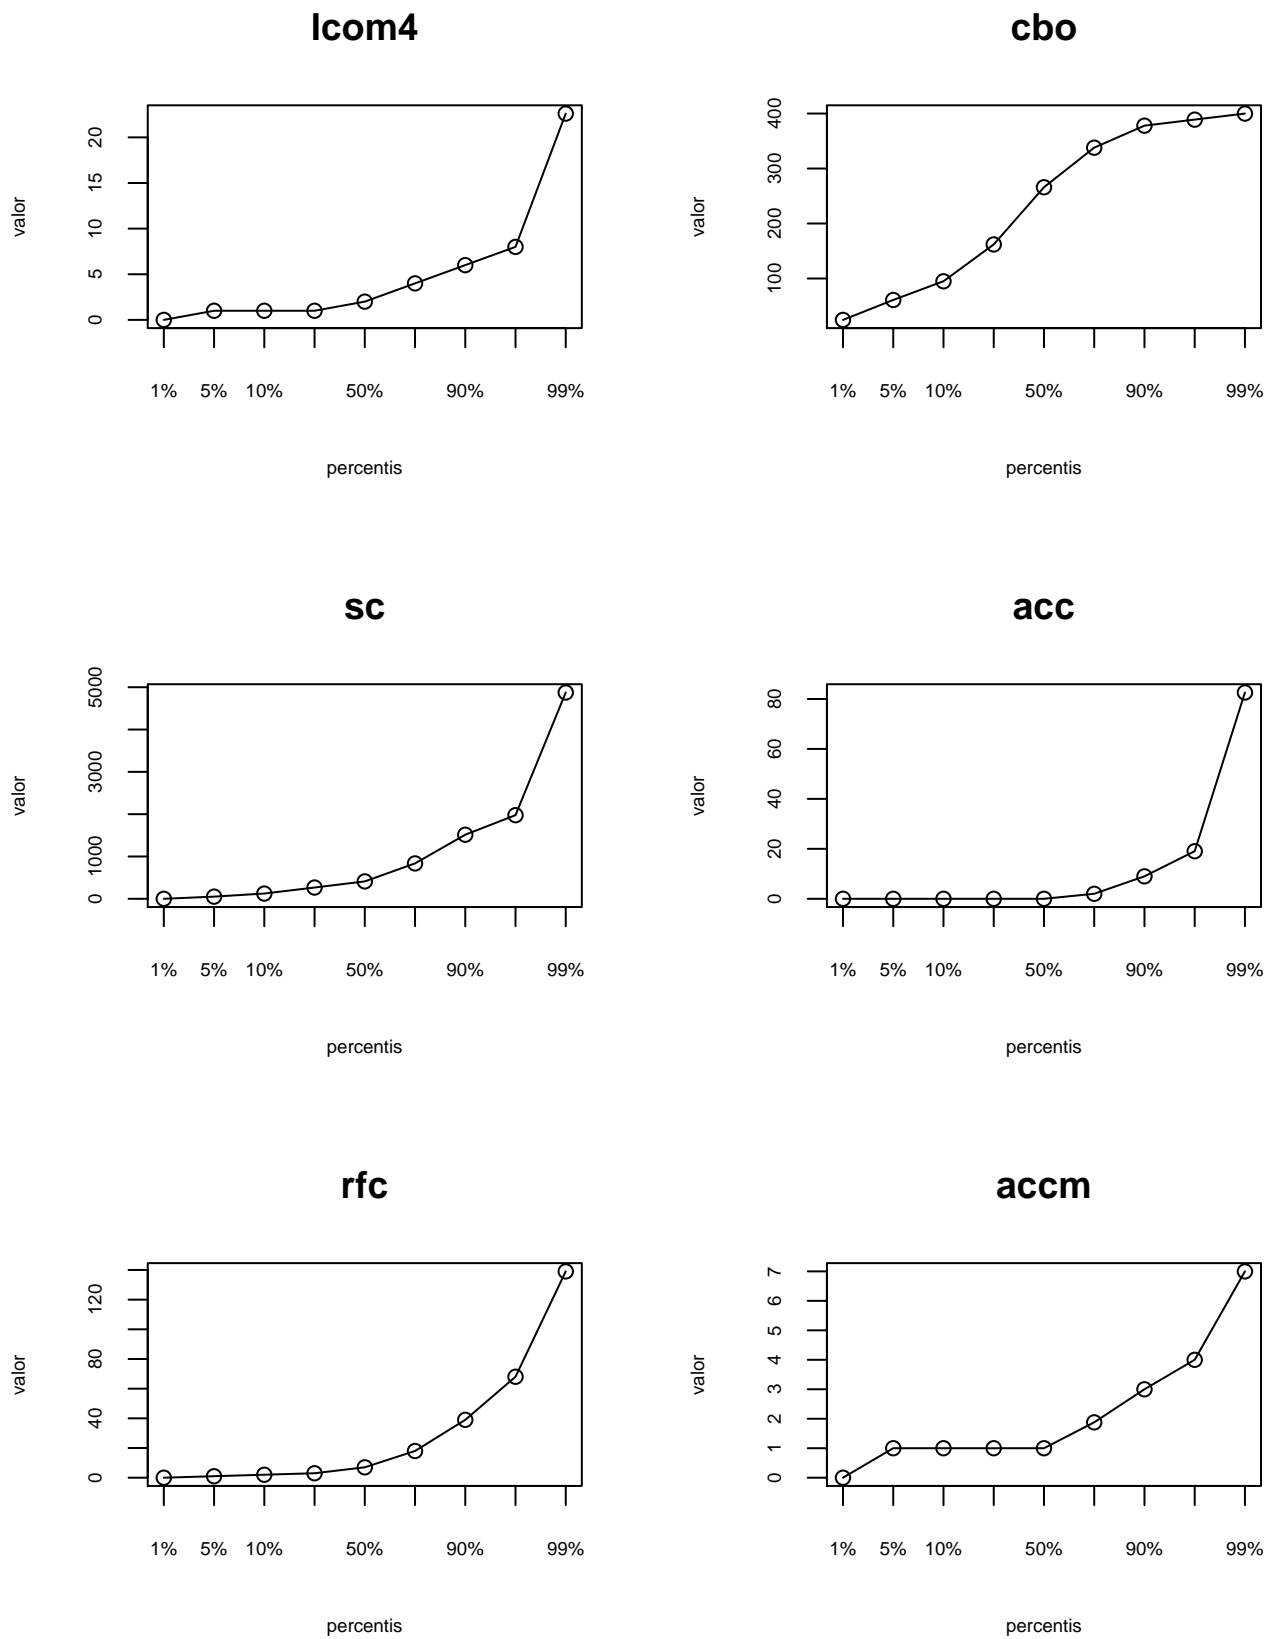 lcom4
valor
0 5 10 15 20
1% 5% 10% 50% 90% 99%
percentis
cbo
valor
100 200 300 400
1% 5% 10% 50% 90% 99%
percentis
sc
valor
0 1000 3000 5000
1% 5% 10% 50% 90% 99%
percentis
acc
valor
0 20 40 60 80
1% 5% 10% 50% 90% 99%
percentis
rfc
valor
0 40 80 120
1% 5% 10% 50% 90% 99%
percentis
accm
valor
0 1 2 3 4 5 6 7
1% 5% 10% 50% 90% 99%
percentis